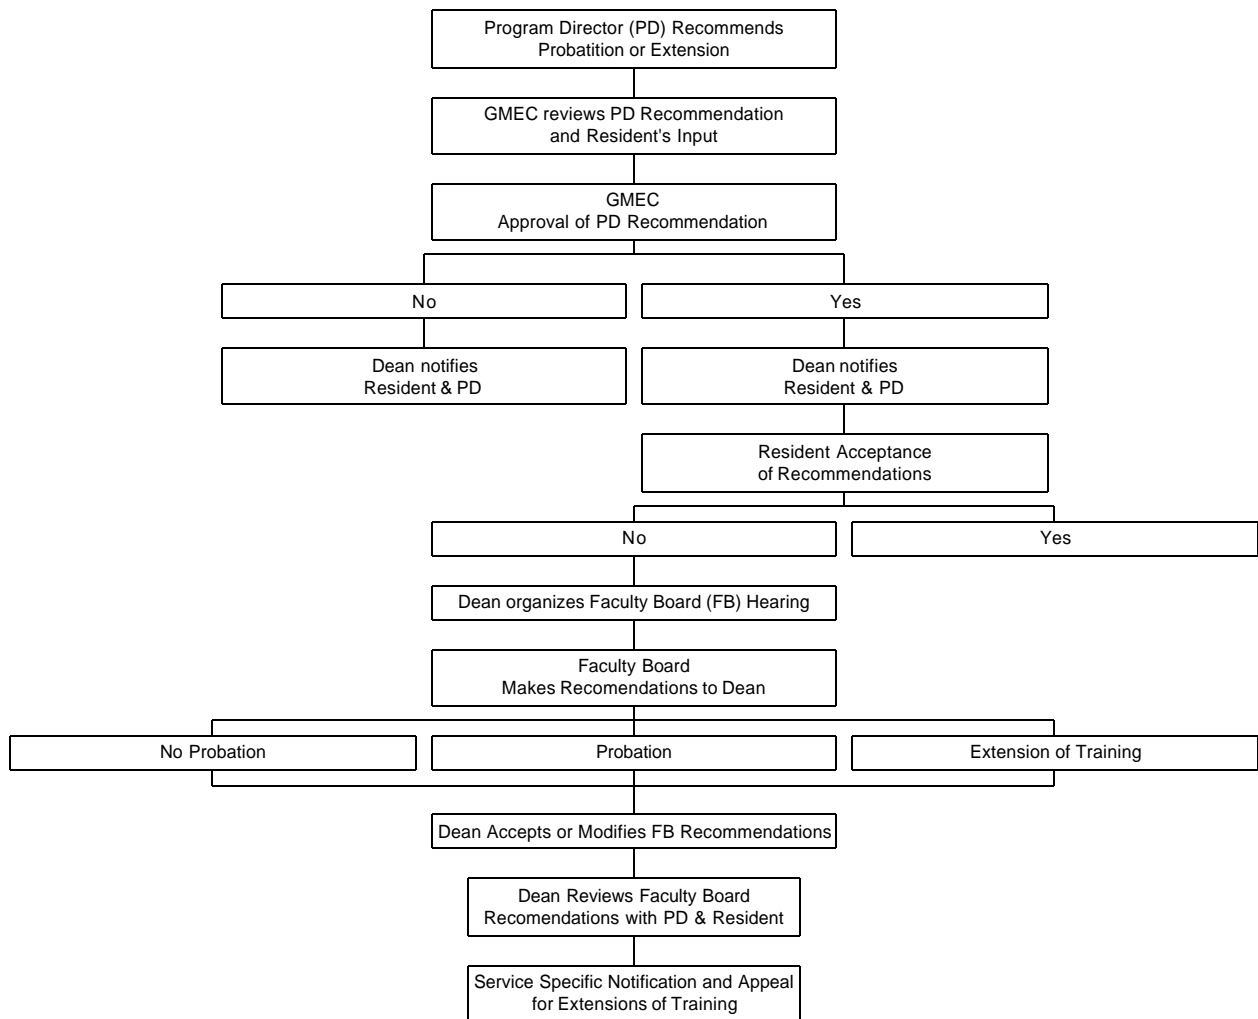 Program Director (PD) Recommends
Probatition or Extension
GMEC reviews PD Recommendation
and Resident's Input
GMEC
Approval of PD Recommendation
No
Yes
Dean notifies
Resident & PD
Dean notifies
Resident & PD
Resident Acceptance
of Recommendations
No
Yes
Dean organizes Faculty Board (FB) Hearing
Faculty Board
Makes Recomendations to Dean
No Probation
Probation
Extension of Training
Dean Accepts or Modifies FB Recommendations
Dean Reviews Faculty Board
Recomendations with PD & Resident
Service Specific Notification and Appeal
for Extensions of Training